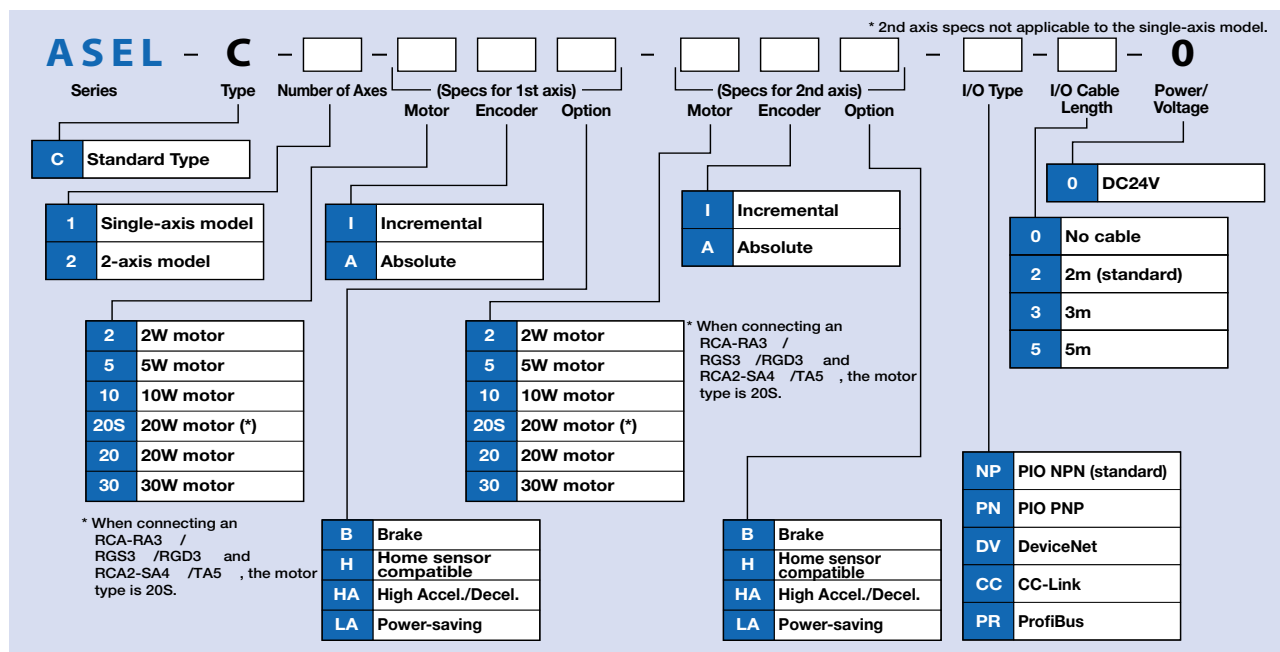 * 2nd axis specs not applicable to the single-axis model.
ASEL - C - - - - - 0
Series
Type
Number of Axes
(Specs for 1st axis)
Motor Encoder Option
(Specs for 2nd axis)
Motor Encoder Option
I/O Type
I/O Cable
Length
Power/
Voltage
C Standard Type
1 Single-axis model
2 2-axis model
I Incremental
A Absolute
I Incremental
A Absolute
0 DC24V
0 No cable
2 2m (standard)
3 3m
5 5m
2 2W motor
5 5W motor
10 10W motor
20S 20W motor (*)
20 20W motor
30 30W motor
* When connecting an
RCA-RA3 /
RGS3 /RGD3 and
RCA2-SA4 /TA5 , the motor
type is 20S.
2 2W motor
5 5W motor
10 10W motor
20S 20W motor (*)
20 20W motor
30 30W motor
* When connecting an
RCA-RA3 /
RGS3 /RGD3 and
RCA2-SA4 /TA5 , the motor
type is 20S.
B Brake
H Home sensor
compatible
HA High Accel./Decel.
LA Power-saving
B Brake
H Home sensor
compatible
HA High Accel./Decel.
LA Power-saving
NP PIO NPN (standard)
PN PIO PNP
DV DeviceNet
CC CC-Link
PR ProfiBus